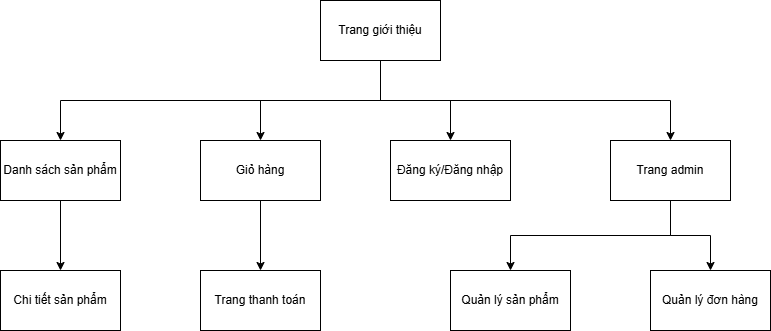 Trang giới thiệu
Danh sách sản phẩm
Giỏ hàng
Đăng ký/Đăng nhập
Trang admin
Chi tiết sản phẩm
Trang thanh toán
Quản lý sản phẩm
Quản lý đơn hàng